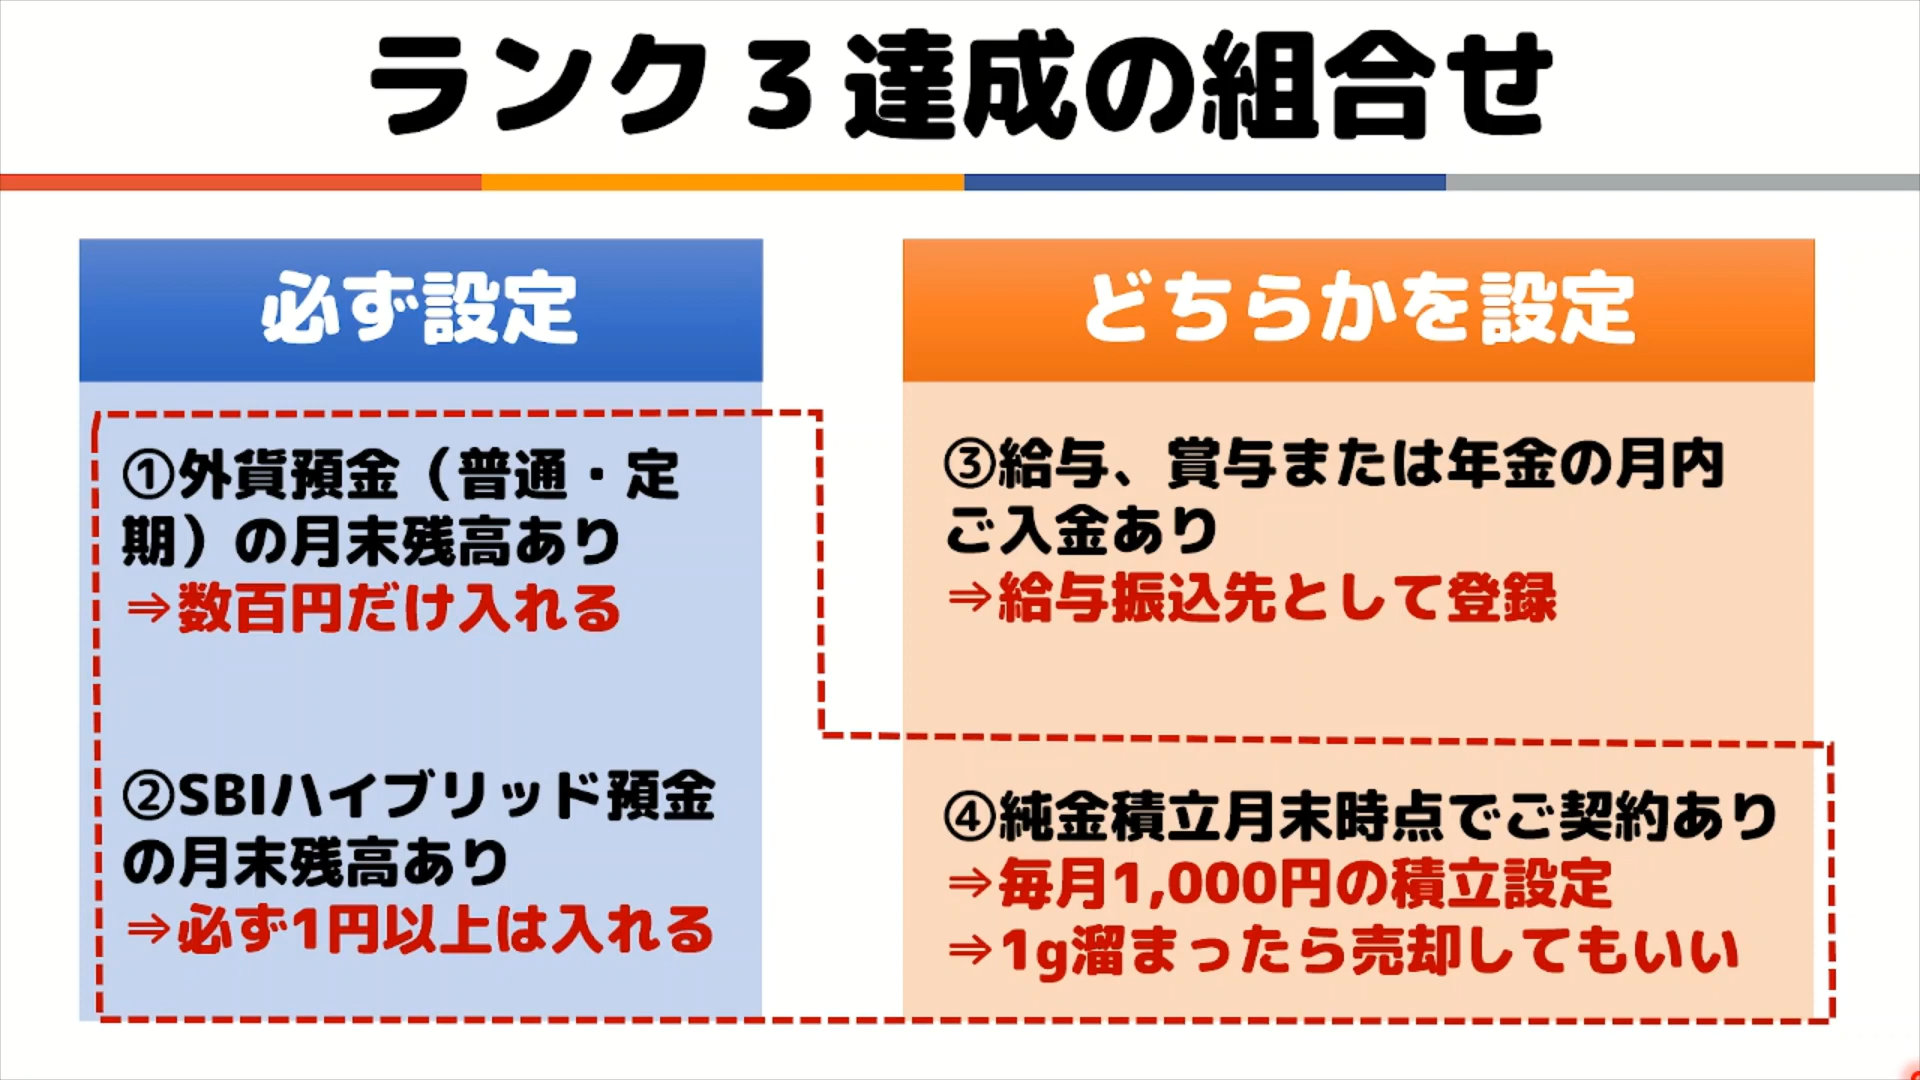 ランク３達成の組合せ
必ず設定
①外貨預金（普通・定
期）の月末残高あり
⇒数百円だけ入れる
②SBIハイブリッド預金
の月末残高あり
⇒必ず1円以上は入れる
どちらかを設定
③給与、賞与または年金の月内
ご入金あり
⇒給与振込先として登録
④純金積立月末時点でご契約あり
⇒毎月1,000円の積立設定
⇒1g溜まったら売却してもいい